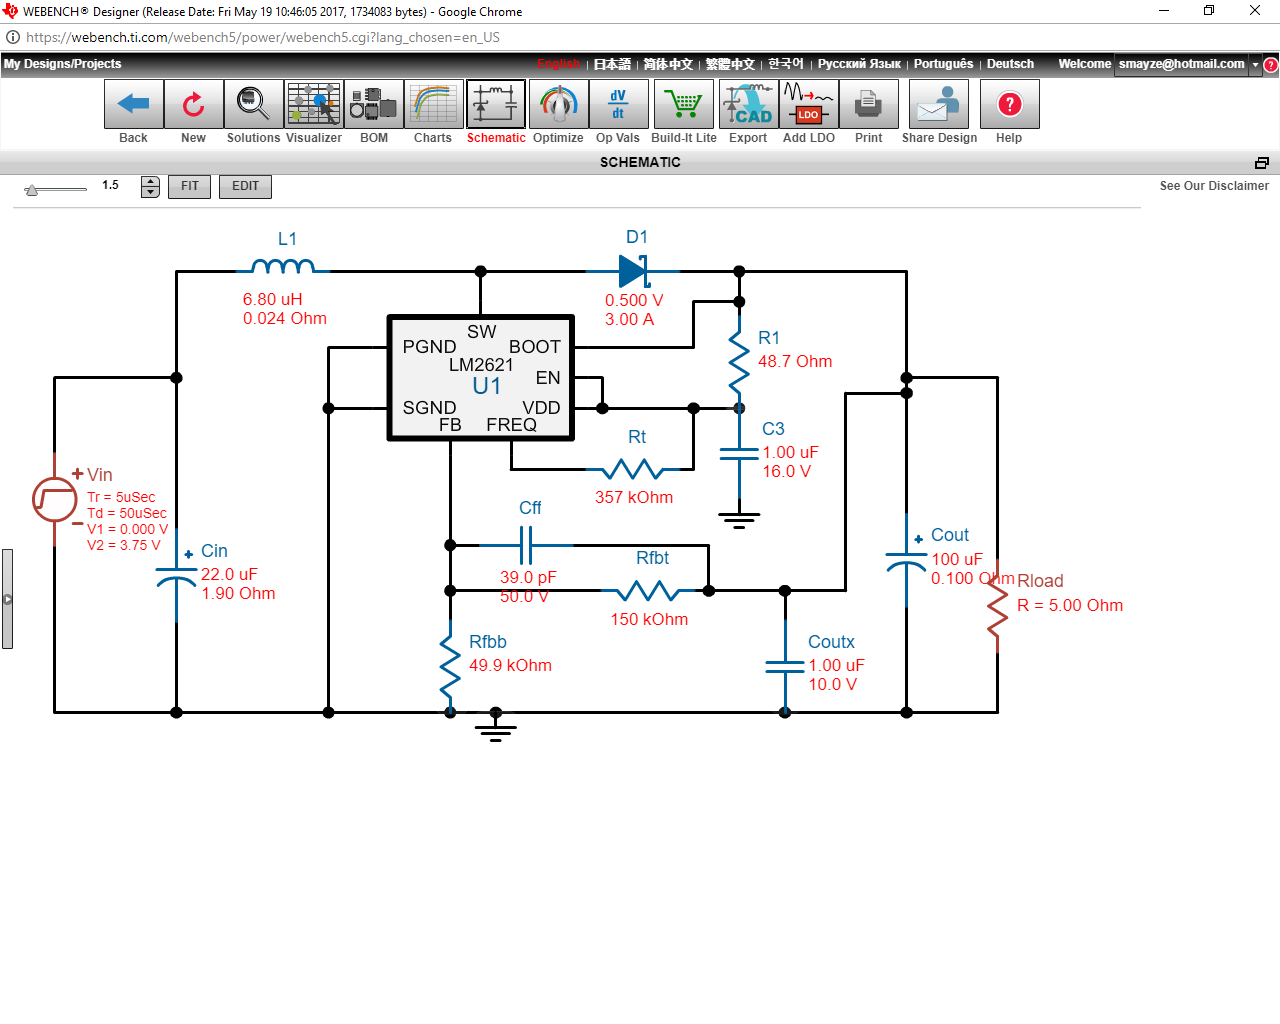 WEBENCH® Designer (Release Date: Fri May 19 10:46:05 2017, 1734083 bytes) - Google Chrome
https://webench.ti.com/webench5/power/webench5.cgi?lang_chosen=en_US
My Designs/Projects English | 日本語 | 简体中文 | 繁體中文 | 한국어 | Русский Язык | Português | Deutsch Welcome smayze@hotmail.com ?
dV
dt
CAD
LDO
?
Back New Solutions Visualizer BOM Charts Schematic Optimize Op Vals Build-It Lite Export Add LDO Print Share Design Help
SCHEMATIC
1.5 FIT EDIT See Our Disclaimer
L1
6.80 uH
0.024 Ohm
D1
0.500 V
3.00 A
SW
PGND BOOT
LM2621
U1
EN
SGND VDD
FB FREQ
R1
48.7 Ohm
C3
1.00 uF
16.0 V
Rt
357 kOhm
+ Vin
Tr = 5uSec
Td = 50uSec
V1 = 0.000 V
V2 = 3.75 V
+ Cin
22.0 uF
1.90 Ohm
Cff
39.0 pF
50.0 V
Rfbt
150 kOhm
Rfbb
49.9 kOhm
Coutx
1.00 uF
10.0 V
+ Cout
100 uF
0.100 Ohm
Rload
R = 5.00 Ohm